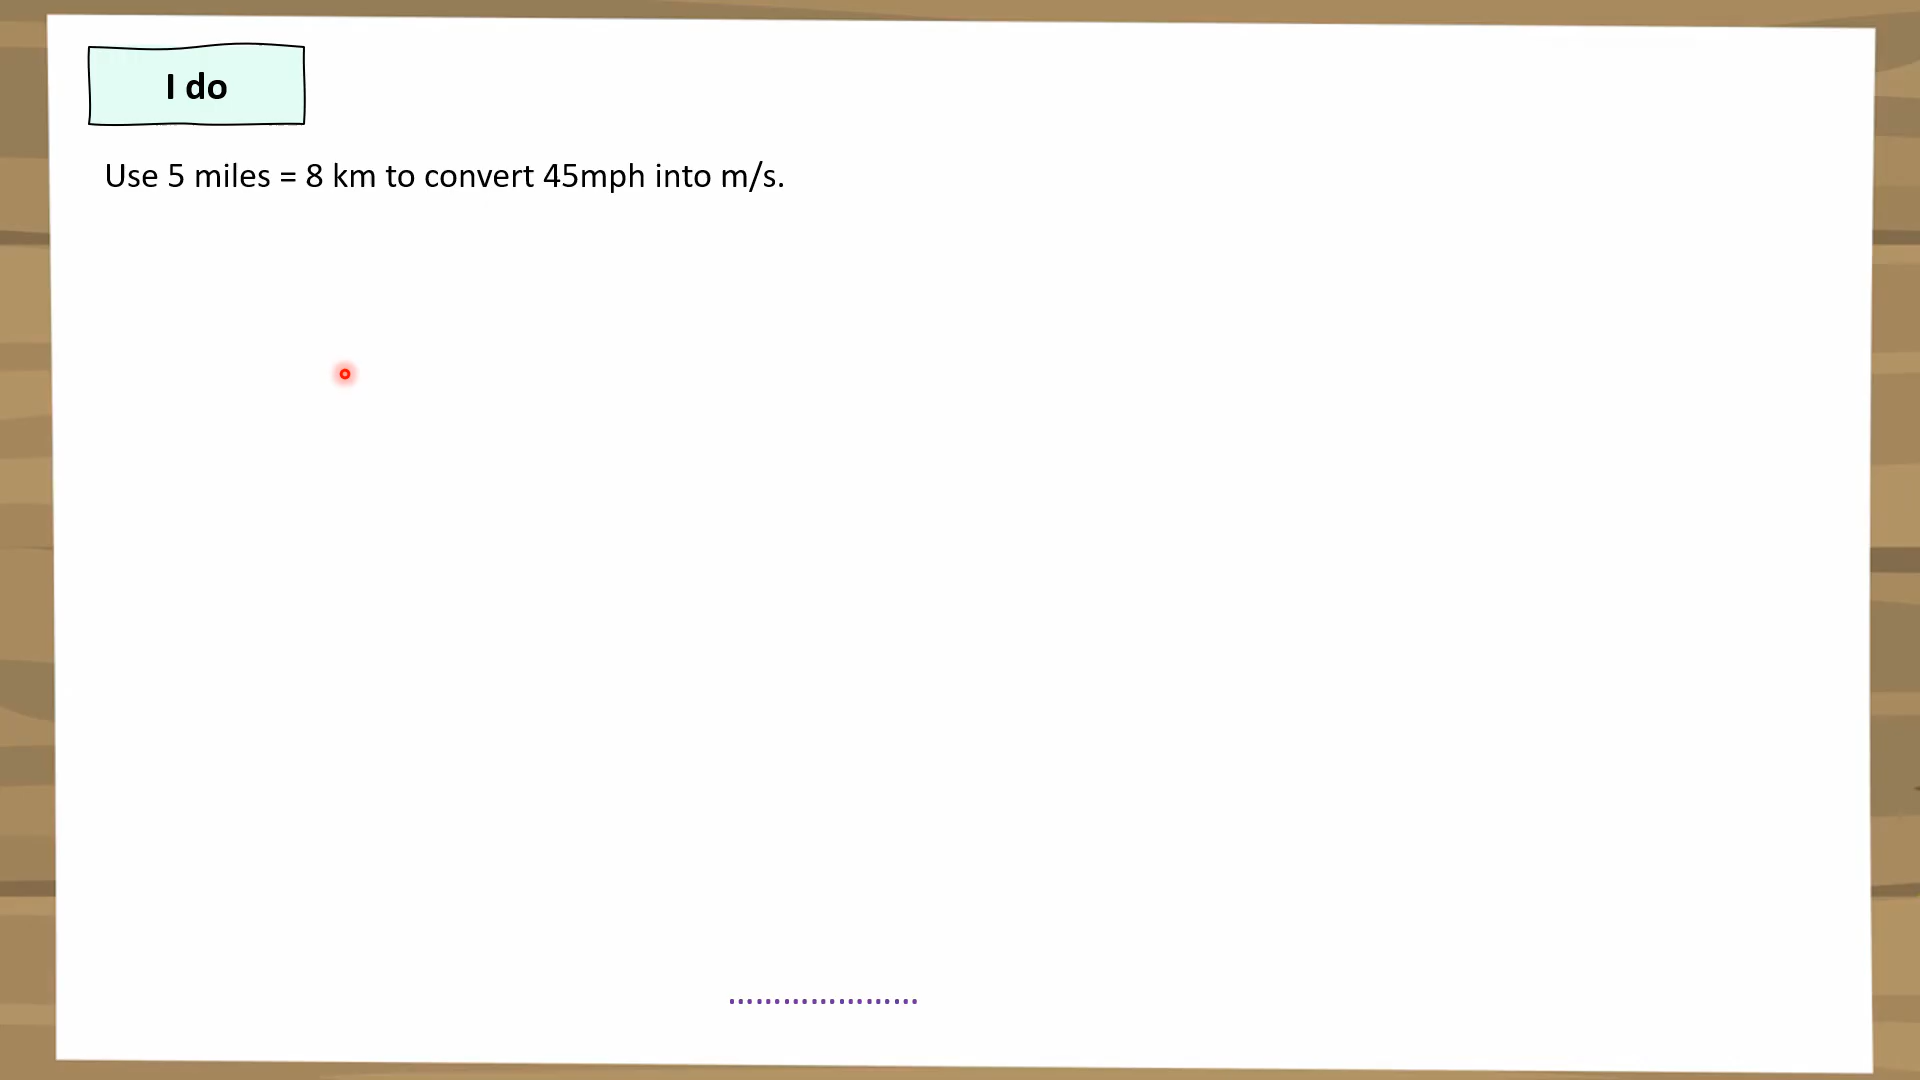 I do
Use 5 miles = 8 km to convert 45mph into m/s.
.....................